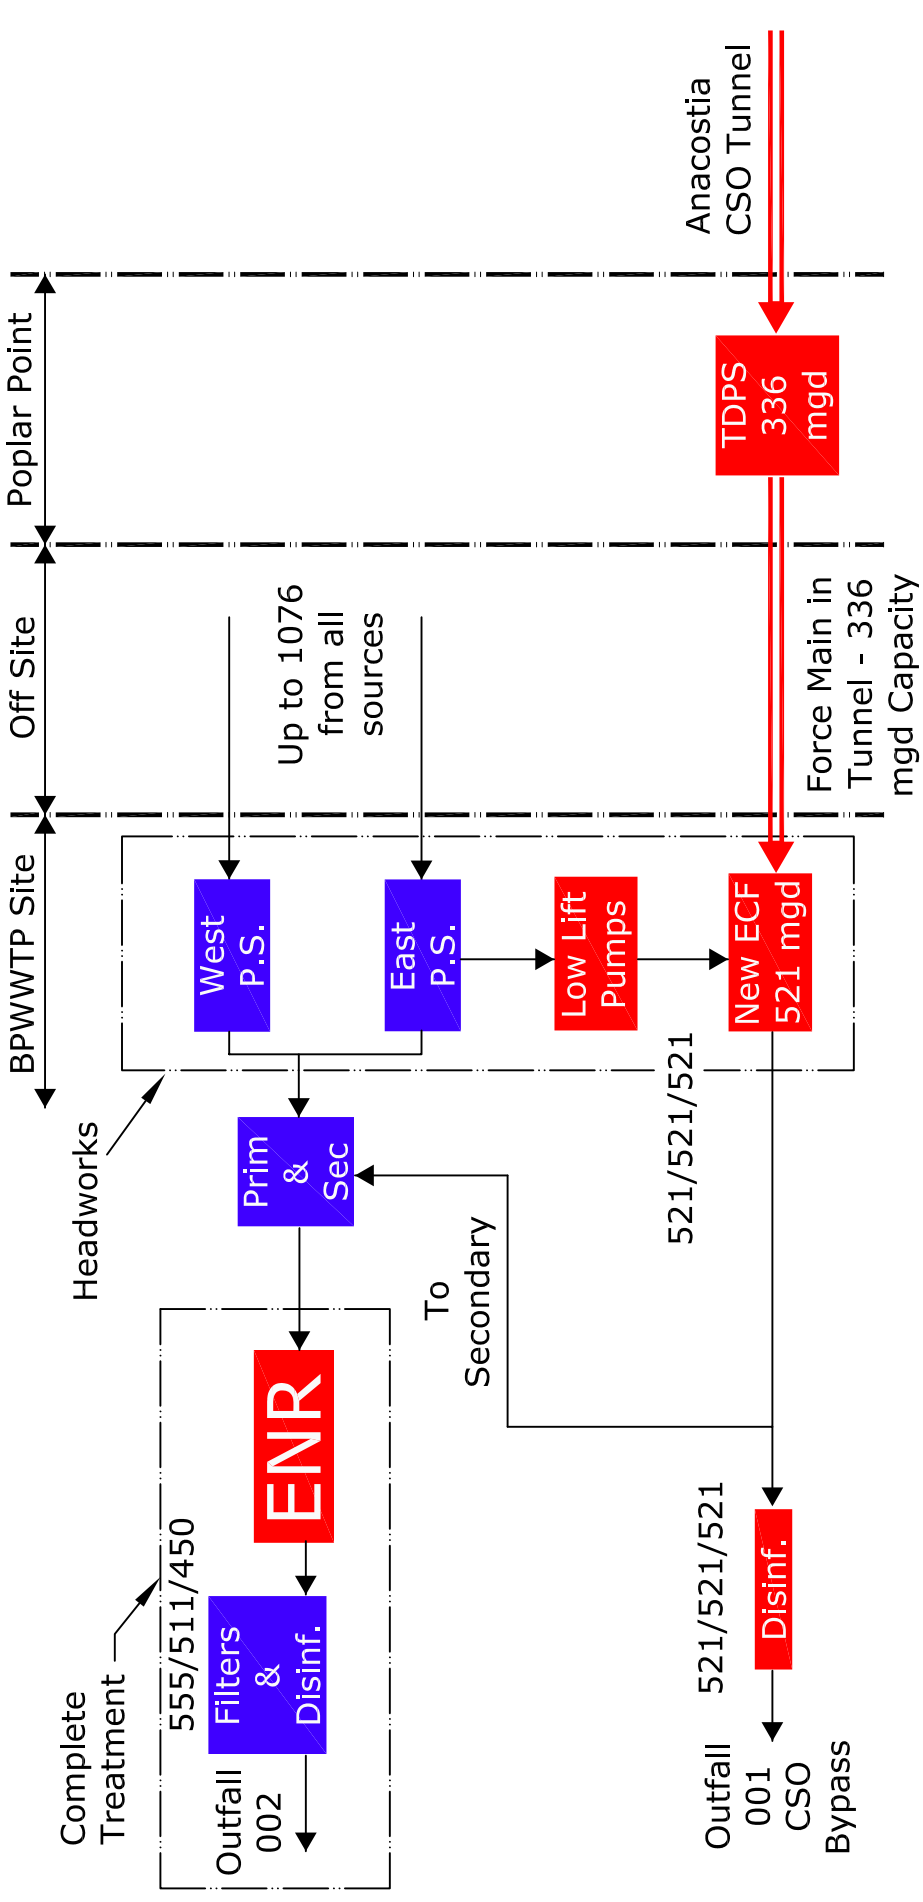 BPWWTP Site
Off Site
Poplar Point
Headworks
Complete
Treatment
555/511/450
Outfall
002
Filters
&
Disinf.
ENR
Prim
&
Sec
West
P.S.
East
P.S.
Up to 1076
from all
sources
Low Lift
Pumps
New ECF
521 mgd
To
Secondary
521/521/521
521/521/521
Disinf.
Outfall
001
CSO
Bypass
Force Main in
Tunnel - 336
mgd Capacity
TDPS
336
mgd
Anacostia
CSO Tunnel